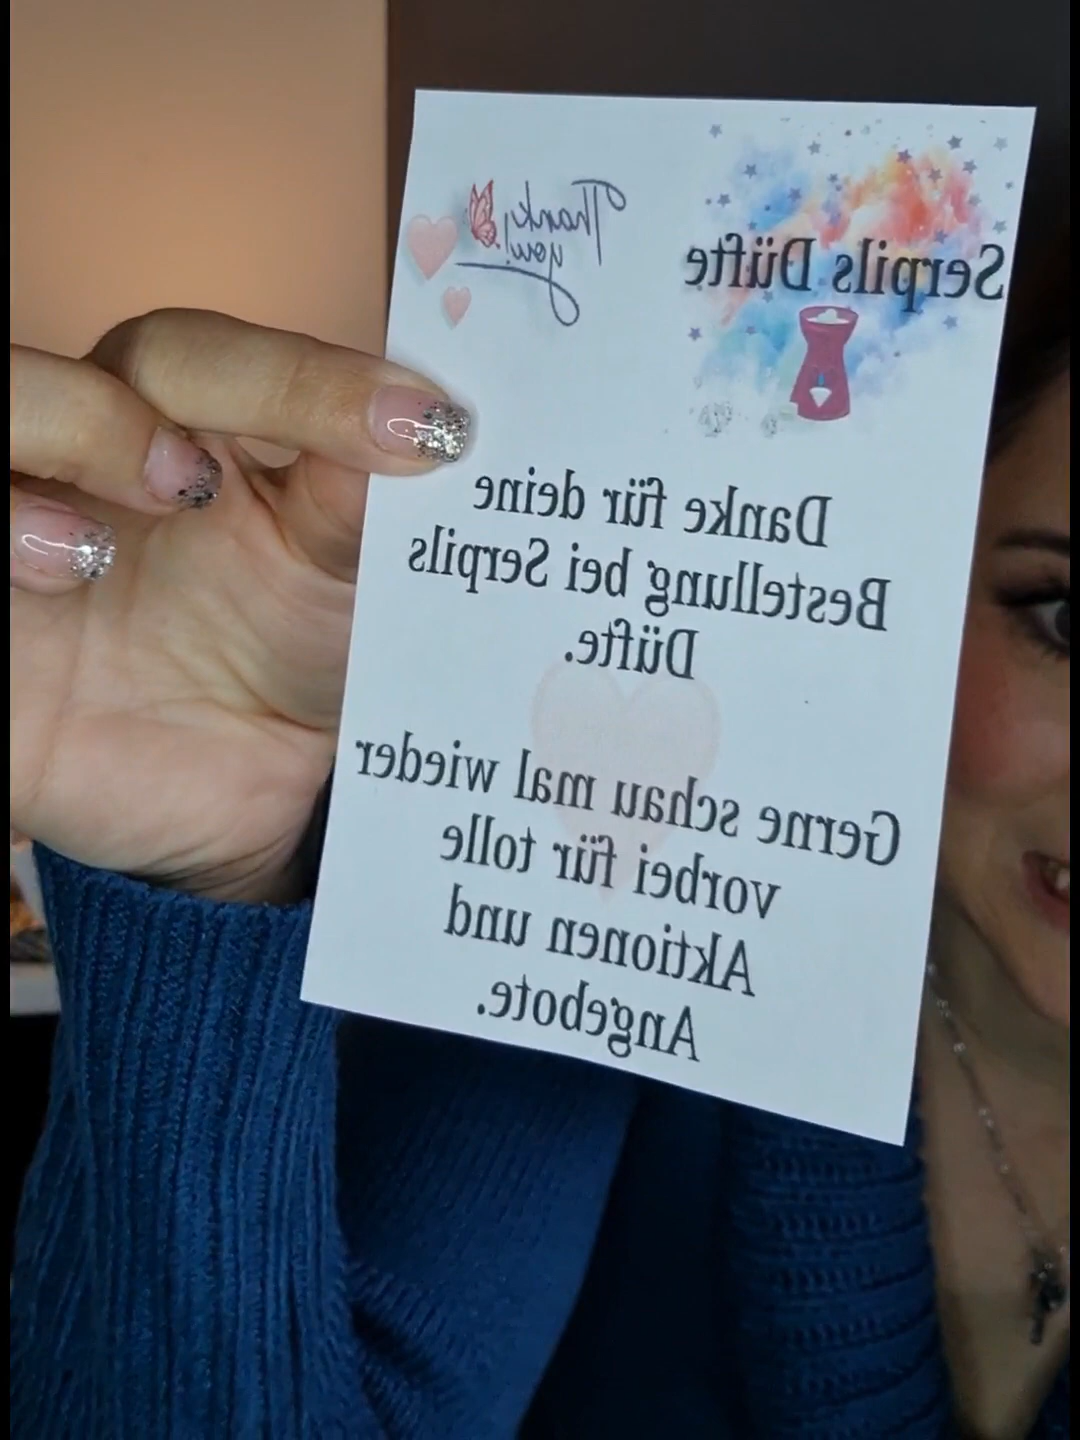 Serpils Düfte
Thank
you!
Danke für deine
Bestellung bei Serpils
Düfte.
Gerne schau mal wieder
vorbei für tolle
Aktionen und
Angebote.